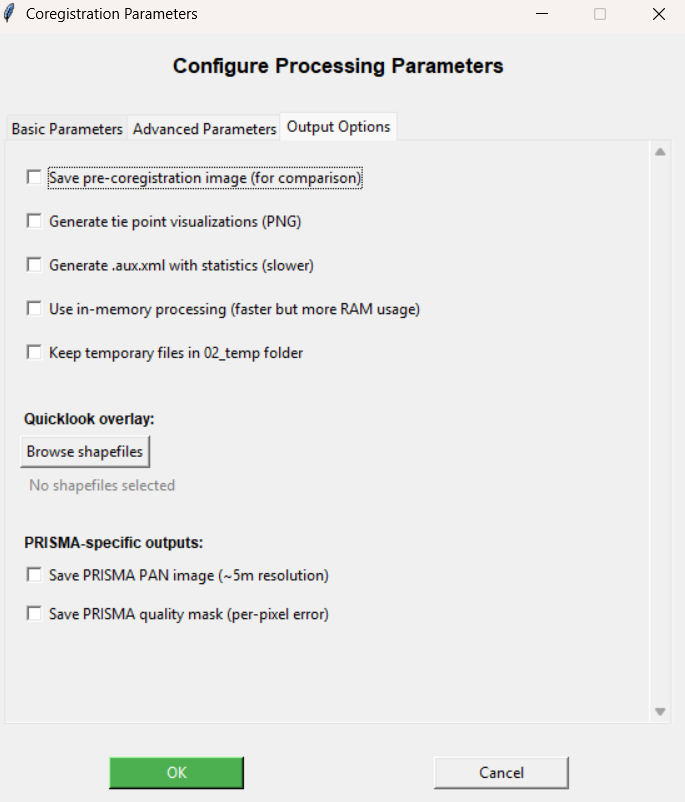 Coregistration Parameters
Configure Processing Parameters
Basic Parameters Advanced Parameters Output Options
Save pre-coregistration image (for comparison)
Generate tie point visualizations (PNG)
Generate .aux.xml with statistics (slower)
Use in-memory processing (faster but more RAM usage)
Keep temporary files in 02_temp folder
Quicklook overlay:
Browse shapefiles
No shapefiles selected
PRISMA-specific outputs:
Save PRISMA PAN image (~5m resolution)
Save PRISMA quality mask (per-pixel error)
OK Cancel